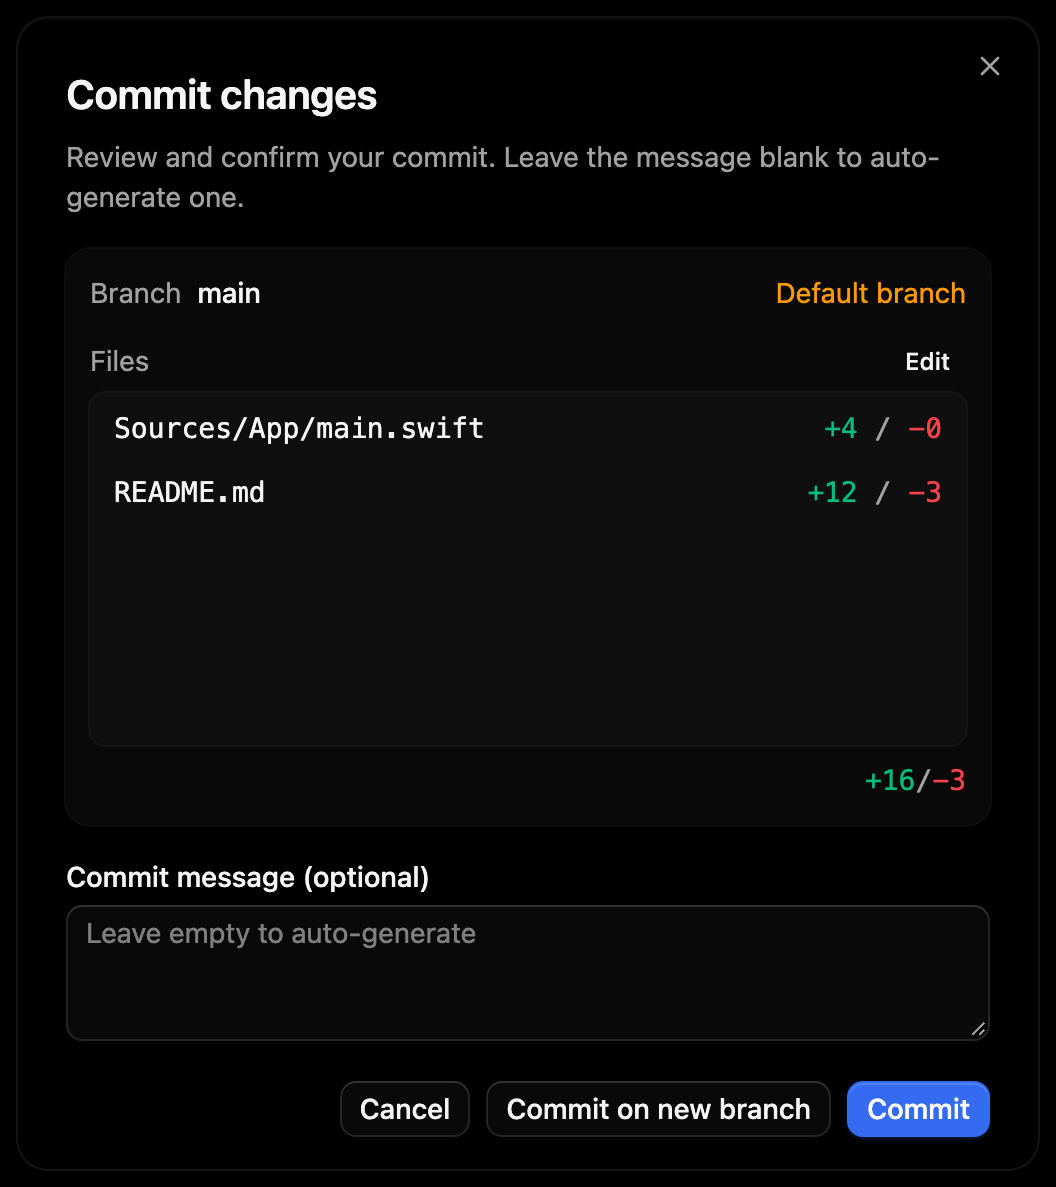 Commit changes
Review and confirm your commit. Leave the message blank to auto-
generate one.
Branch main Default branch
Files Edit
Sources/App/main.swift +4 / −0
README.md +12 / −3
+16/−3
Commit message (optional)
Leave empty to auto-generate
Cancel Commit on new branch Commit